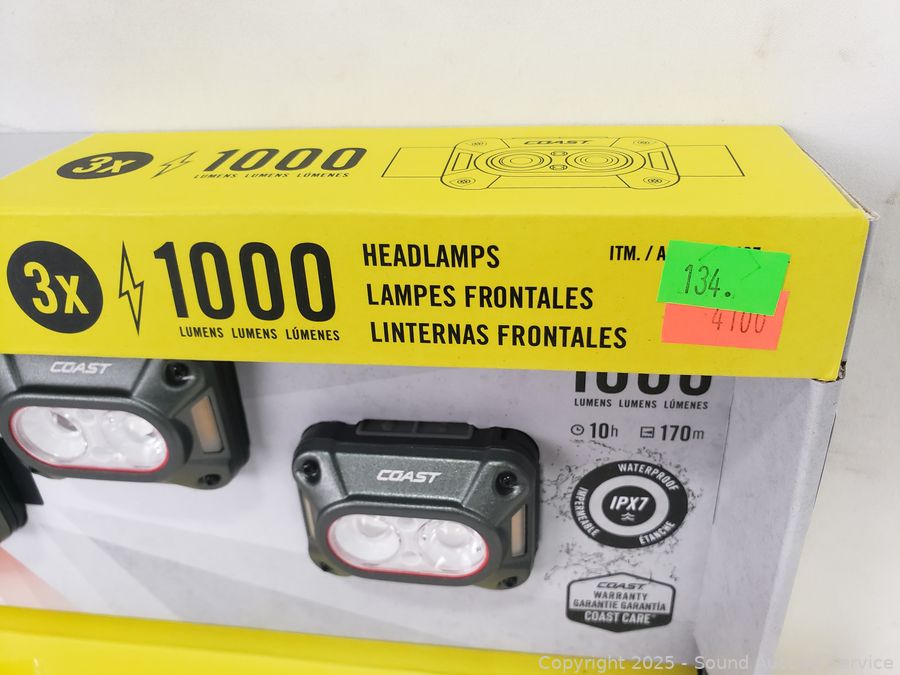 3X 1000
LUMENS LUMENS LÚMENES
COAST
3X 1000
LUMENS LUMENS LÚMENES
HEADLAMPS
LAMPES FRONTALES
LINTERNAS FRONTALES
ITM. / A
134.
4100
COAST
COAST
1000
LUMENS LUMENS LÚMENES
10h 170m
WATERPROOF
IMPERMEABLE
IPX7
ÉTANCHE
COAST
WARRANTY
GARANTIE GARANTÍA
COAST CARE
Copyright 2025 - Sound Auction Service